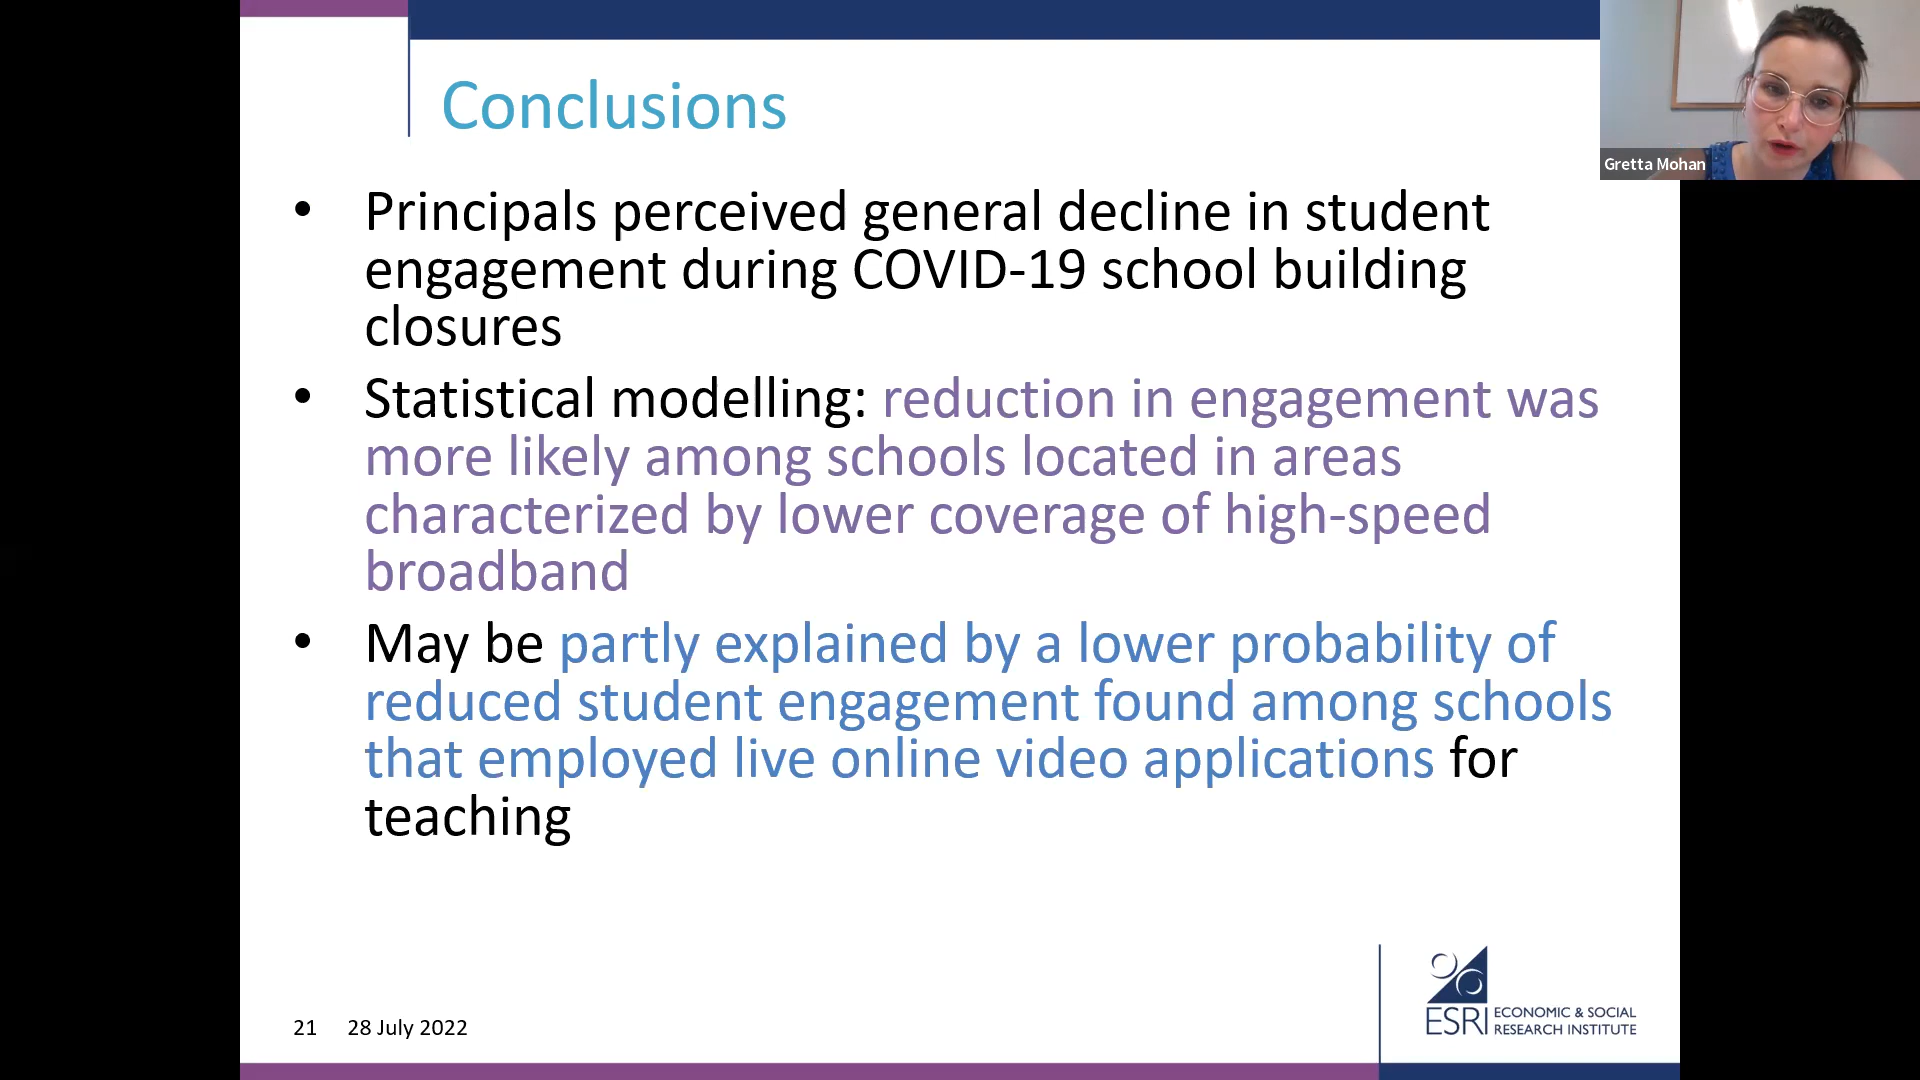 Conclusions
Gretta Mohan
• Principals perceived general decline in student
engagement during COVID-19 school building
closures
• Statistical modelling: reduction in engagement was
more likely among schools located in areas
characterized by lower coverage of high-speed
broadband
• May be partly explained by a lower probability of
reduced student engagement found among schools
that employed live online video applications for
teaching
21 28 July 2022
ESRI ECONOMIC & SOCIAL
RESEARCH INSTITUTE